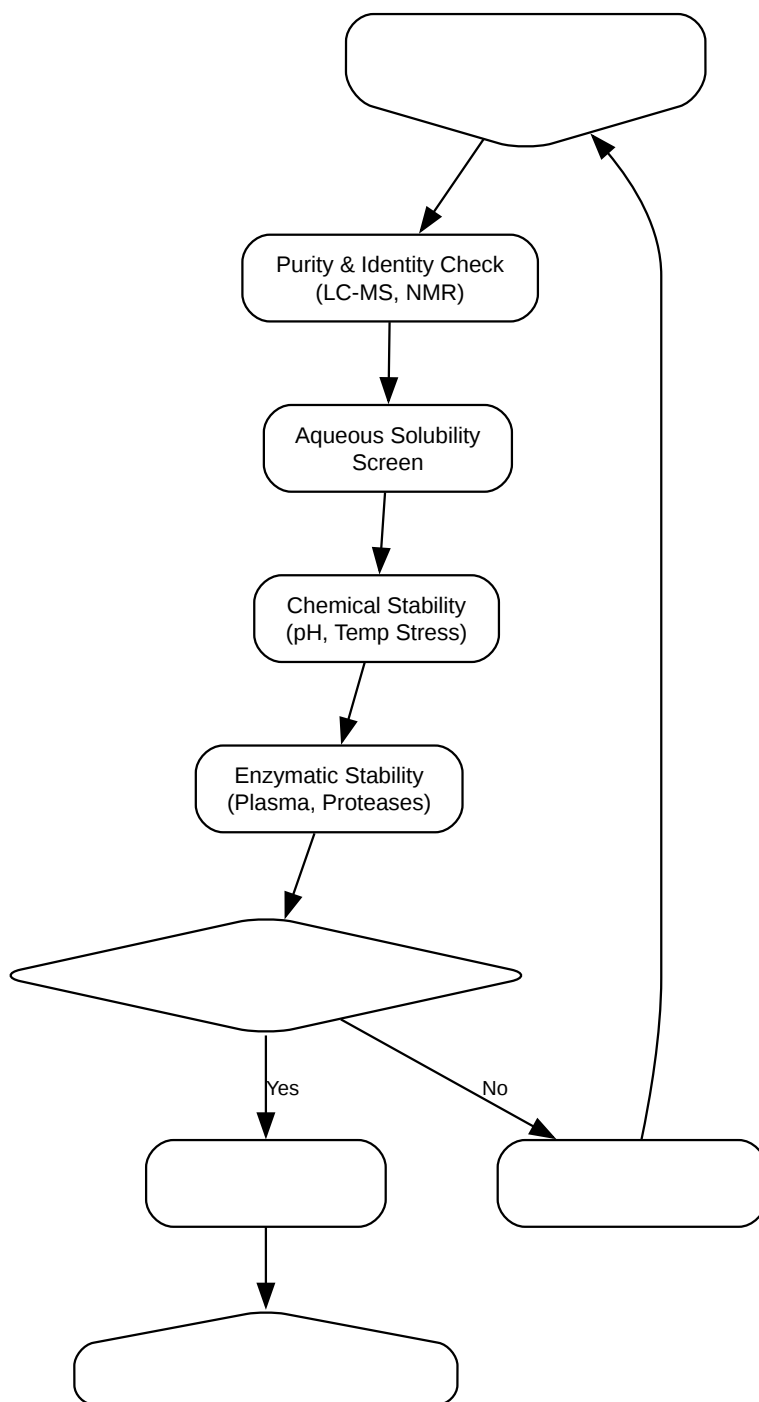 Purity & Identity Check
(LC-MS, NMR)
Aqueous Solubility
Screen
Chemical Stability
(pH, Temp Stress)
Enzymatic Stability
(Plasma, Proteases)
Yes
No